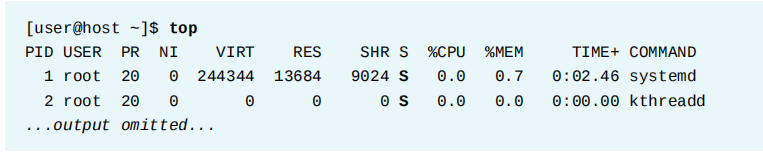 [user@host ~]$ top
PID USER PR NI VIRT RES SHR S %CPU %MEM TIME+ COMMAND
1 root 20 0 244344 13684 9024 S 0.0 0.7 0:02.46 systemd
2 root 20 0 0 0 0 S 0.0 0.0 0:00.00 kthreadd
...output omitted...